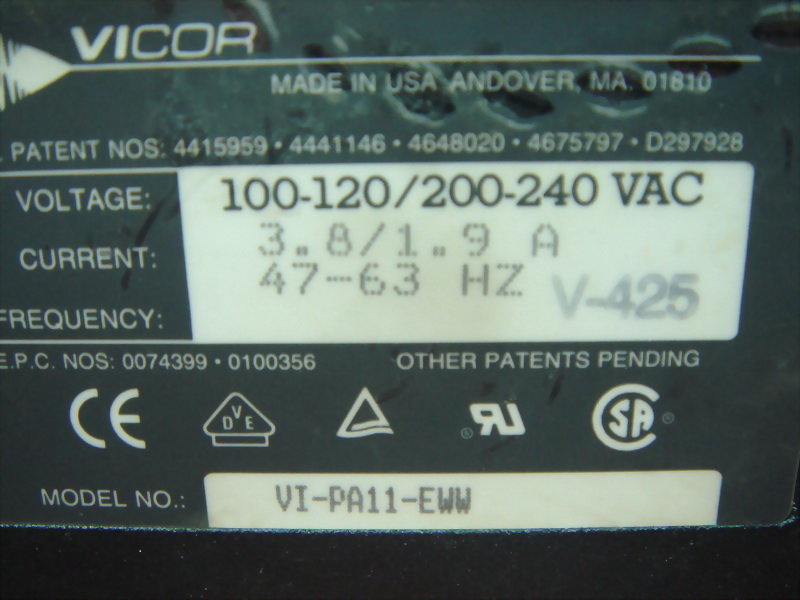 VICOR
MADE IN USA ANDOVER, MA. 01810
PATENT NOS: 4415959 • 4441146 • 4648020 • 4675797 • D297928
VOLTAGE: 100-120/200-240 VAC
CURRENT: 3.8/1.9 A
FREQUENCY: 47-63 HZ V-425
E.P.C. NOS: 0074399 • 0100356 OTHER PATENTS PENDING
CE DVE RU ® SA ®
MODEL NO.: VI-PA11-EWW